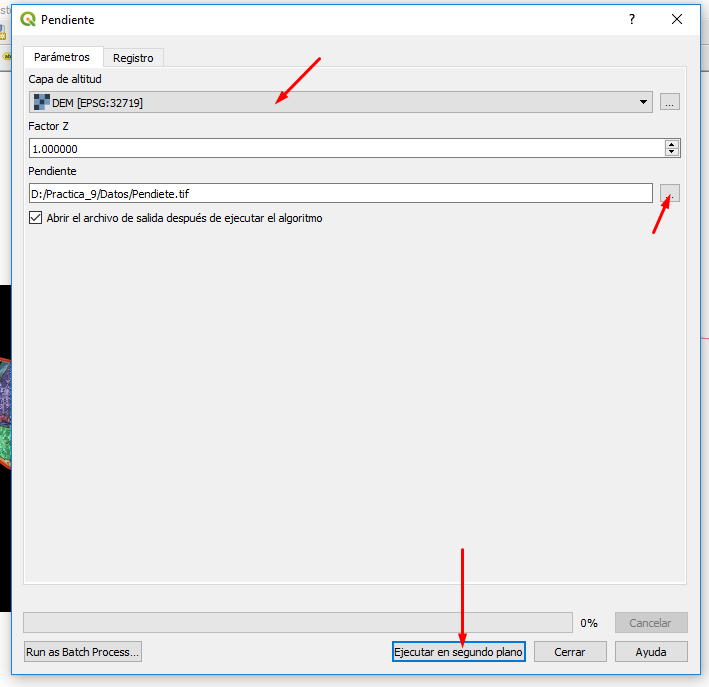 Pendiente
?
Parámetros
Registro
Capa de altitud
DEM [EPSG:32719]
...
Factor Z
1.000000
Pendiente
D:/Practica_9/Datos/Pendiete.tif
Abrir el archivo de salida después de ejecutar el algoritmo
0%
Cancelar
Run as Batch Process...
Ejecutar en segundo plano
Cerrar
Ayuda